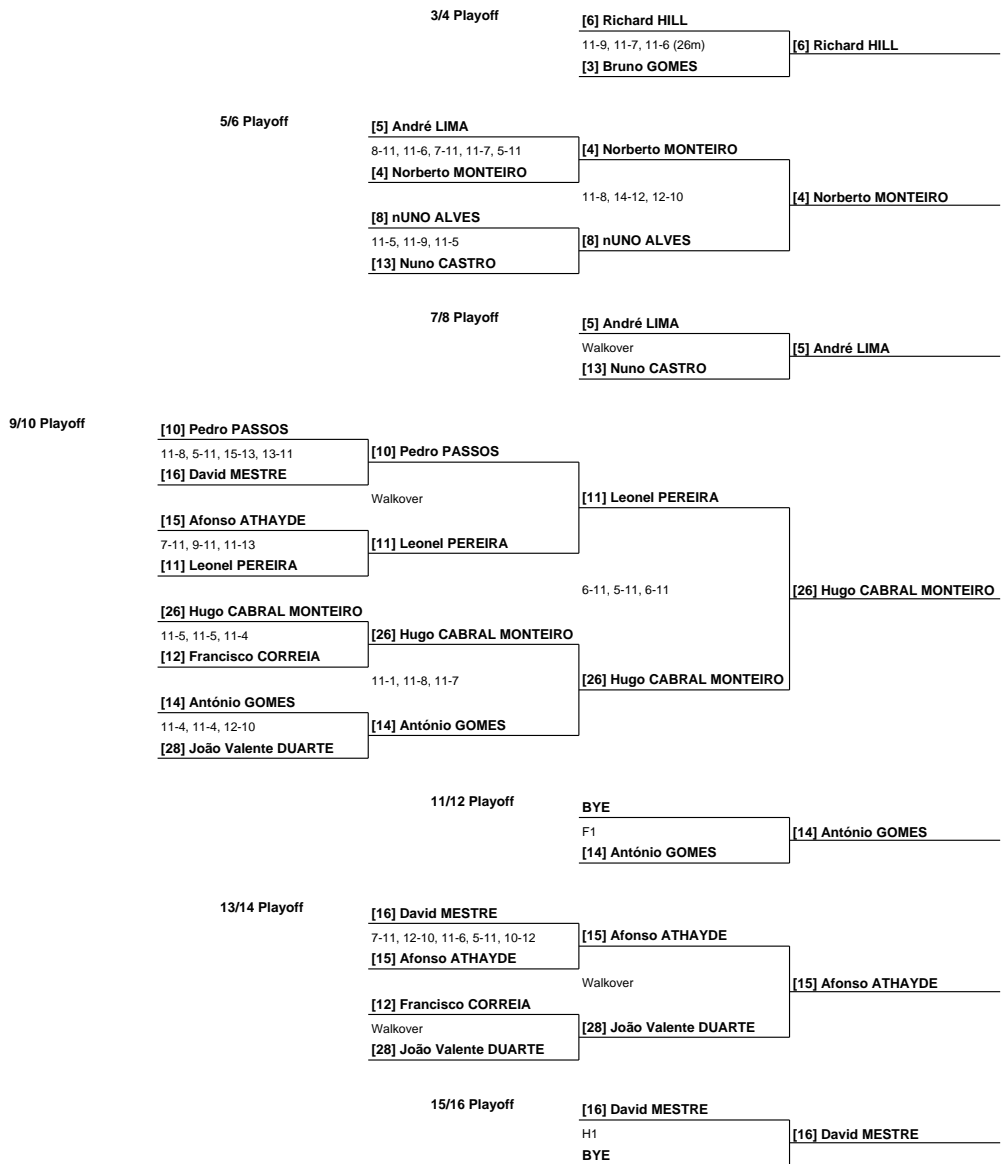 3/4 Playoff
[6] Richard HILL
11-9, 11-7, 11-6 (26m)
[6] Richard HILL
[3] Bruno GOMES
5/6 Playoff
[5] André LIMA
8-11, 11-6, 7-11, 11-7, 5-11
[4] Norberto MONTEIRO
[4] Norberto MONTEIRO
11-8, 14-12, 12-10
[4] Norberto MONTEIRO
[8] nUNO ALVES
11-5, 11-9, 11-5
[8] nUNO ALVES
[13] Nuno CASTRO
7/8 Playoff
[5] André LIMA
Walkover
[5] André LIMA
[13] Nuno CASTRO
9/10 Playoff
[10] Pedro PASSOS
11-8, 5-11, 15-13, 13-11
[10] Pedro PASSOS
[16] David MESTRE
Walkover
[11] Leonel PEREIRA
[15] Afonso ATHAYDE
7-11, 9-11, 11-13
[11] Leonel PEREIRA
[11] Leonel PEREIRA
6-11, 5-11, 6-11
[26] Hugo CABRAL MONTEIRO
[26] Hugo CABRAL MONTEIRO
11-5, 11-5, 11-4
[26] Hugo CABRAL MONTEIRO
[12] Francisco CORREIA
11-1, 11-8, 11-7
[26] Hugo CABRAL MONTEIRO
[14] António GOMES
11-4, 11-4, 12-10
[14] António GOMES
[28] João Valente DUARTE
11/12 Playoff
BYE
F1
[14] António GOMES
[14] António GOMES
13/14 Playoff
[16] David MESTRE
7-11, 12-10, 11-6, 5-11, 10-12
[15] Afonso ATHAYDE
[15] Afonso ATHAYDE
Walkover
[15] Afonso ATHAYDE
[12] Francisco CORREIA
Walkover
[28] João Valente DUARTE
[28] João Valente DUARTE
15/16 Playoff
[16] David MESTRE
H1
[16] David MESTRE
BYE